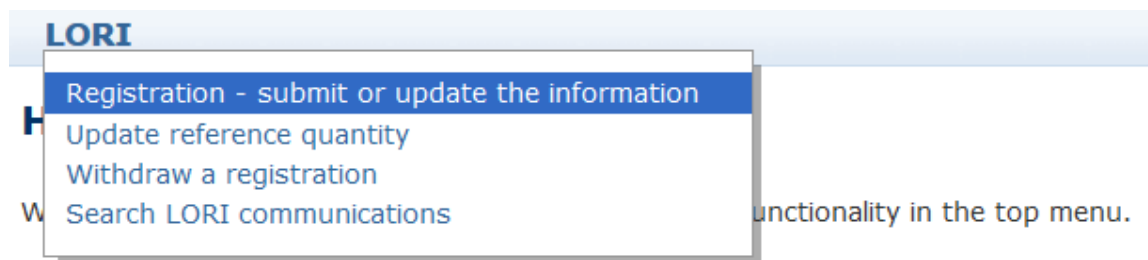 LORI
Registration - submit or update the information
Update reference quantity
Withdraw a registration
Search LORI communications
H
W unctionality in the top menu.